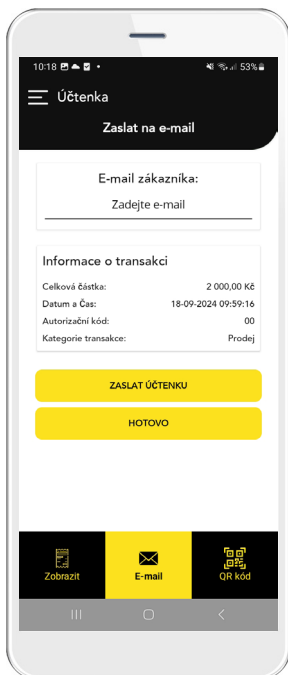 10:18 53%
Účtenka
Zaslat na e-mail
E-mail zákazníka:
Zadejte e-mail
Informace o transakci
Celková částka: 2 000,00 Kč
Datum a Čas: 18-09-2024 09:59:16
Autorizační kód: 00
Kategorie transakce: Prodej
ZASLAT ÚČTENKU
HOTOVO
Zobrazit E-mail QR kód